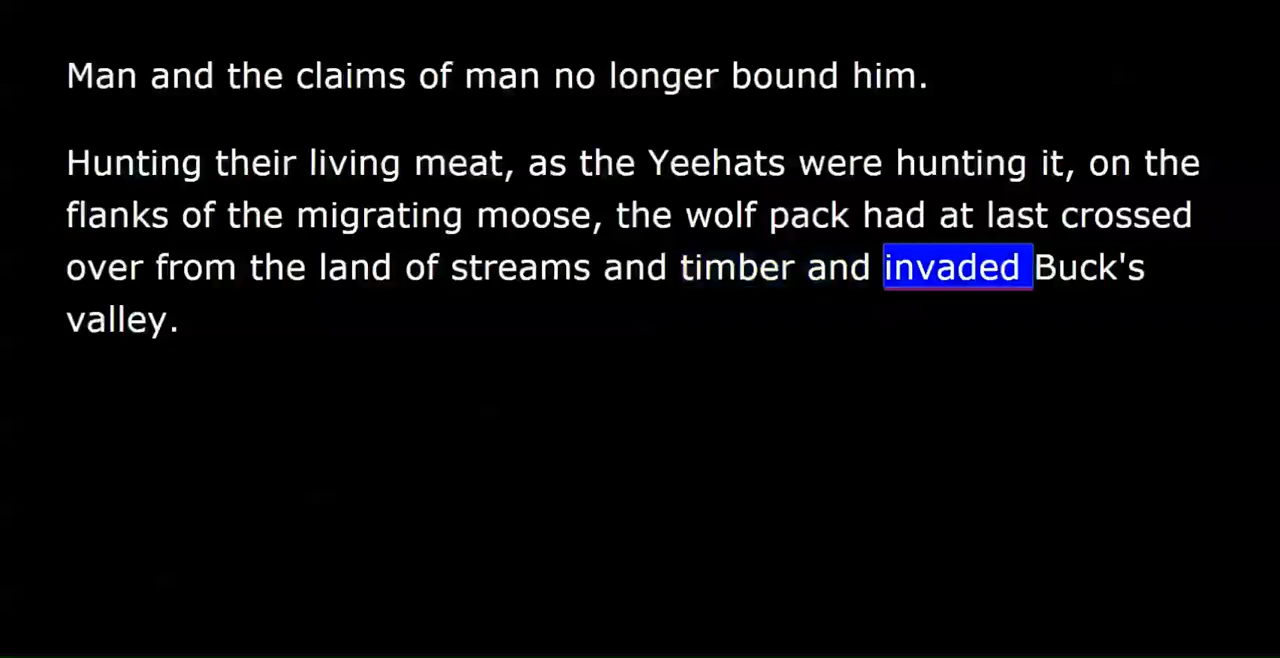 Man and the claims of man no longer bound him.
Hunting their living meat, as the Yeehats were hunting it, on the
flanks of the migrating moose, the wolf pack had at last crossed
over from the land of streams and timber and invaded Buck's
valley.